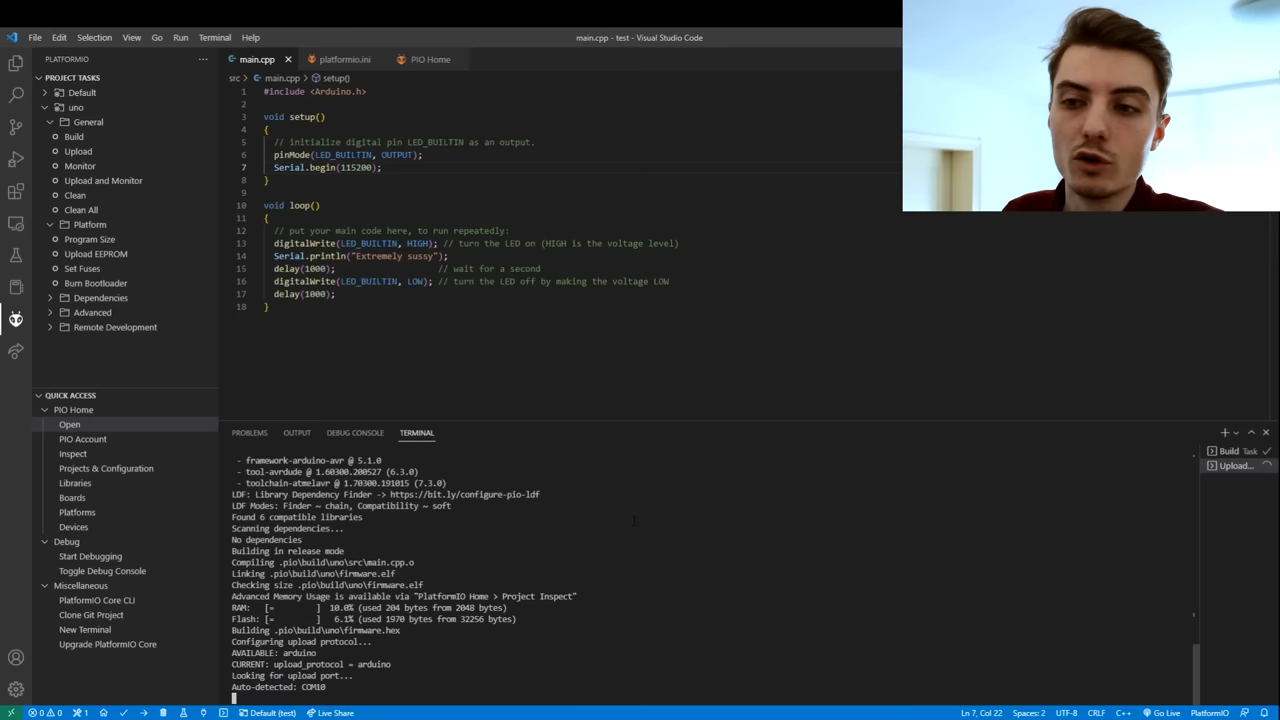 File Edit Selection View Go Run Terminal Help
main.cpp - test - Visual Studio Code
PLATFORMIO
PROJECT TASKS
Default
uno
General
Build
Upload
Monitor
Upload and Monitor
Clean
Clean All
Platform
Program Size
Upload EEPROM
Set Fuses
Burn Bootloader
Dependencies
Advanced
Remote Development
QUICK ACCESS
PIO Home
Open
PIO Account
Inspect
Projects & Configuration
Libraries
Boards
Platforms
Devices
Debug
Start Debugging
Toggle Debug Console
Miscellaneous
PlatformIO Core CLI
Clone Git Project
New Terminal
Upgrade PlatformIO Core
main.cpp platformio.ini PIO Home
src > main.cpp > setup()
1 #include <Arduino.h>
2
3 void setup()
4 {
5 // initialize digital pin LED_BUILTIN as an output.
6 pinMode(LED_BUILTIN, OUTPUT);
7 Serial.begin(115200);
8 }
9
10 void loop()
11 {
12 // put your main code here, to run repeatedly:
13 digitalWrite(LED_BUILTIN, HIGH); // turn the LED on (HIGH is the voltage level)
14 Serial.println("Extremely sussy");
15 delay(1000); // wait for a second
16 digitalWrite(LED_BUILTIN, LOW); // turn the LED off by making the voltage LOW
17 delay(1000);
18 }
PROBLEMS OUTPUT DEBUG CONSOLE TERMINAL
- framework-arduino-avr @ 5.1.0
- tool-avrdude @ 1.60300.200527 (6.3.0)
- toolchain-atmelavr @ 1.70300.191015 (7.3.0)
LDF: Library Dependency Finder -> https://bit.ly/configure-pio-ldf
LDF Modes: Finder ~ chain, Compatibility ~ soft
Found 6 compatible libraries
Scanning dependencies...
No dependencies
Building in release mode
Compiling .pio\build\uno\src\main.cpp.o
Linking .pio\build\uno\firmware.elf
Checking size .pio\build\uno\firmware.elf
Advanced Memory Usage is available via "PlatformIO Home > Project Inspect"
RAM: [= ] 10.0% (used 204 bytes from 2048 bytes)
Flash: [= ] 6.1% (used 1970 bytes from 32256 bytes)
Building .pio\build\uno\firmware.hex
Configuring upload protocol...
AVAILABLE: arduino
CURRENT: upload_protocol = arduino
Looking for upload port...
Auto-detected: COM10
Build Task
Upload...
0 0 1 Default (test) Live Share
Ln 7, Col 22 Spaces: 2 UTF-8 CRLF C++ Go Live PlatformIO